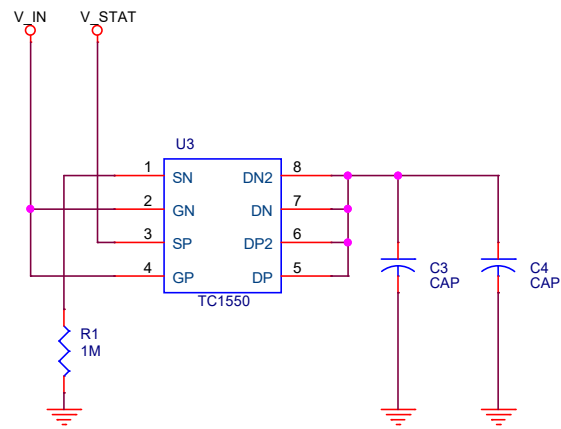 V_IN
V_STAT
U3
1
SN
2
GN
3
SP
4
GP
8
DN2
7
DN
6
DP2
5
DP
TC1550
C3
CAP
C4
CAP
R1
1M